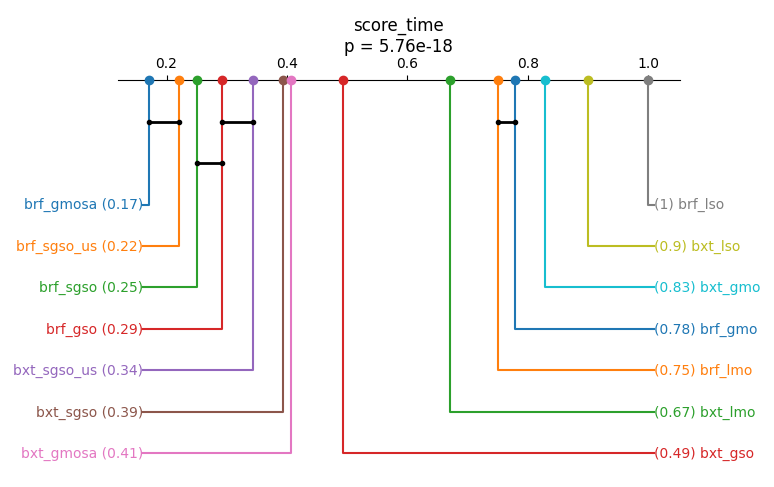 score_time
p = 5.76e-18
0.2 0.4 0.6 0.8 1.0
brf_gmosa (0.17) (1) brf_lso
brf_sgso_us (0.22) (0.9) bxt_lso
brf_sgso (0.25) (0.83) bxt_gmo
brf_gso (0.29) (0.78) brf_gmo
bxt_sgso_us (0.34) (0.75) brf_lmo
bxt_sgso (0.39) (0.67) bxt_lmo
bxt_gmosa (0.41) (0.49) bxt_gso